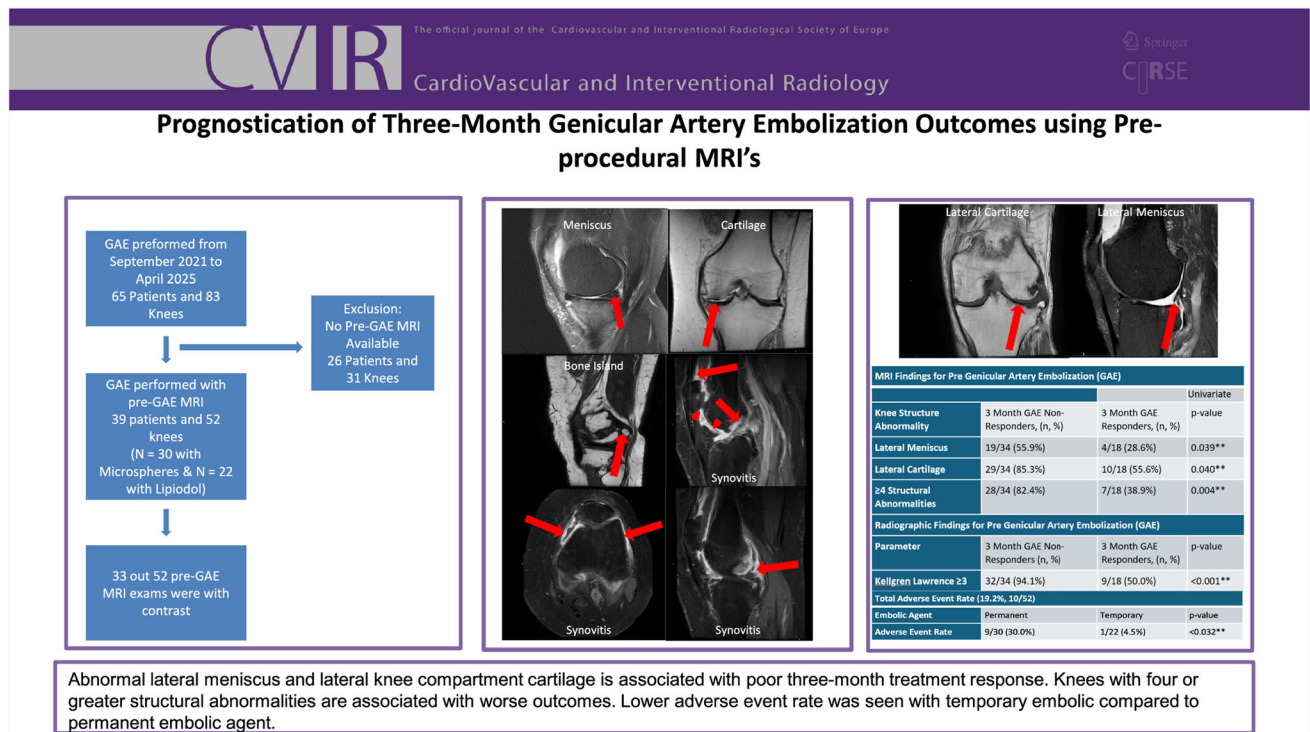 CVIR
The official journal of the Cardiovascular and Interventional Radiological Society of Europe
CardioVascular and Interventional Radiology
Springer
CIRSE
Prognostication of Three-Month Genicular Artery Embolization Outcomes using Pre-
procedural MRI's
GAE preformed from
September 2021 to
April 2025
65 Patients and 83
Knees
Exclusion:
No Pre-GAE MRI
Available
26 Patients and
31 Knees
GAE performed with
pre-GAE MRI
39 patients and 52
knees
(N = 30 with
Microspheres & N = 22
with Lipiodol)
33 out 52 pre-GAE
MRI exams were with
contrast
Meniscus
Cartilage
Bone Island
Synovitis
Synovitis
Synovitis
Lateral Cartilage
Lateral Meniscus
MRI Findings for Pre Genicular Artery Embolization (GAE)
Univariate
Knee Structure
Abnormality
3 Month GAE Non-
Responders, (n, %)
3 Month GAE
Responders, (n, %)
p-value
Lateral Meniscus 19/34 (55.9%) 4/18 (28.6%) 0.039**
Lateral Cartilage 29/34 (85.3%) 10/18 (55.6%) 0.040**
≥4 Structural
Abnormalities
28/34 (82.4%) 7/18 (38.9%) 0.004**
Radiographic Findings for Pre Genicular Artery Embolization (GAE)
Parameter
3 Month GAE Non-
Responders (n, %)
3 Month GAE
Responders, (n, %)
p-value
Kellgren Lawrence ≥3 32/34 (94.1%) 9/18 (50.0%) <0.001**
Total Adverse Event Rate (19.2%, 10/52)
Embolic Agent Permanent Temporary p-value
Adverse Event Rate 9/30 (30.0%) 1/22 (4.5%) <0.032**
Abnormal lateral meniscus and lateral knee compartment cartilage is associated with poor three-month treatment response. Knees with four or
greater structural abnormalities are associated with worse outcomes. Lower adverse event rate was seen with temporary embolic compared to
permanent embolic agent.